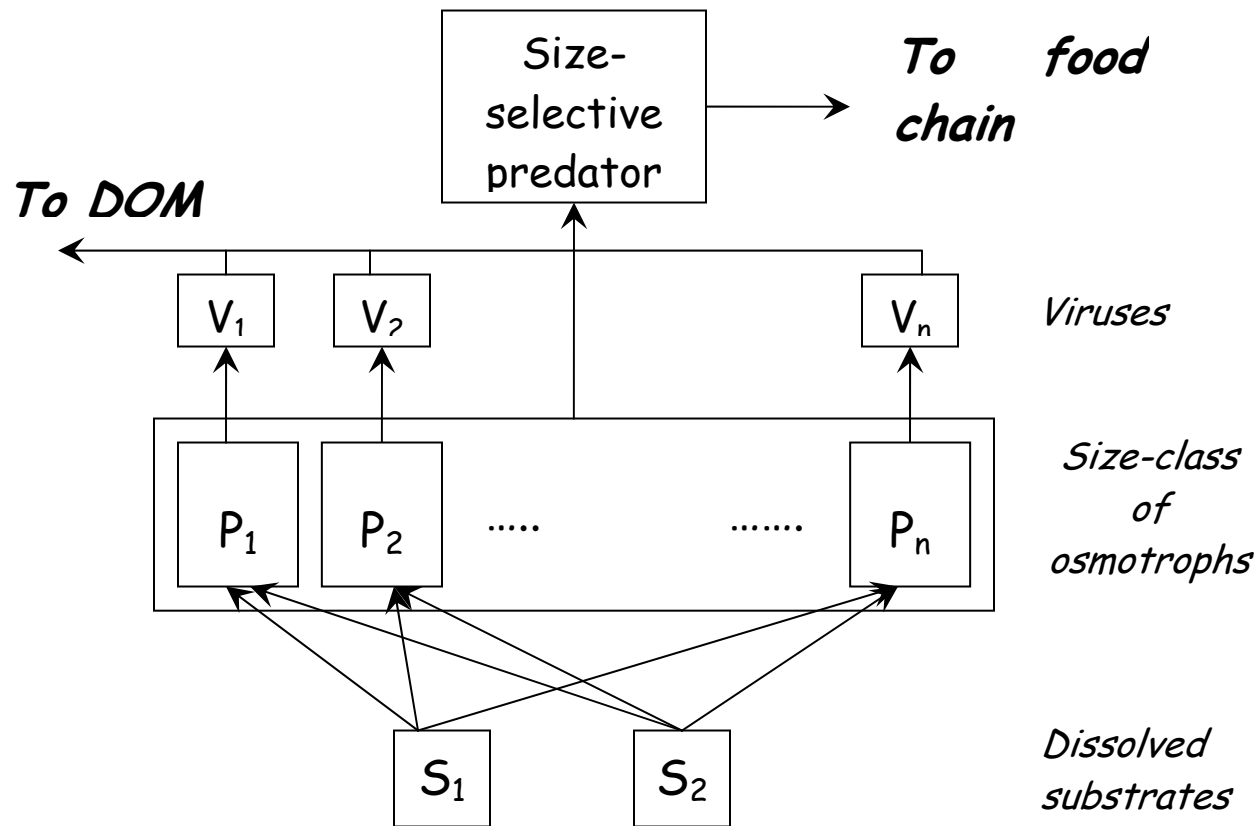 Size-
selective
predator
To food
chain
To DOM
V₁
V₂
Vₙ
Viruses
P₁
P₂
.....
.......
Pₙ
Size-class
of
osmotrophs
S₁
S₂
Dissolved
substrates